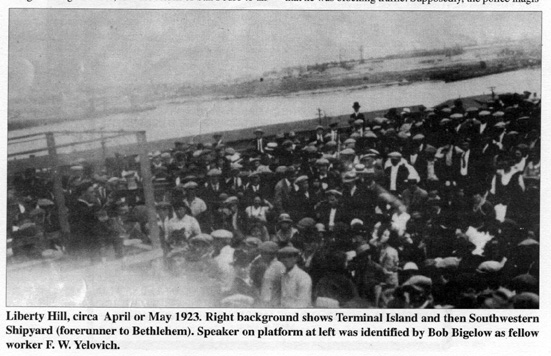 that he was blocking traffic. Supposedly, the police magis
Liberty Hill, circa April or May 1923. Right background shows Terminal Island and then Southwestern
Shipyard (forerunner to Bethlehem). Speaker on platform at left was identified by Bob Bigelow as fellow
worker F. W. Yelovich.